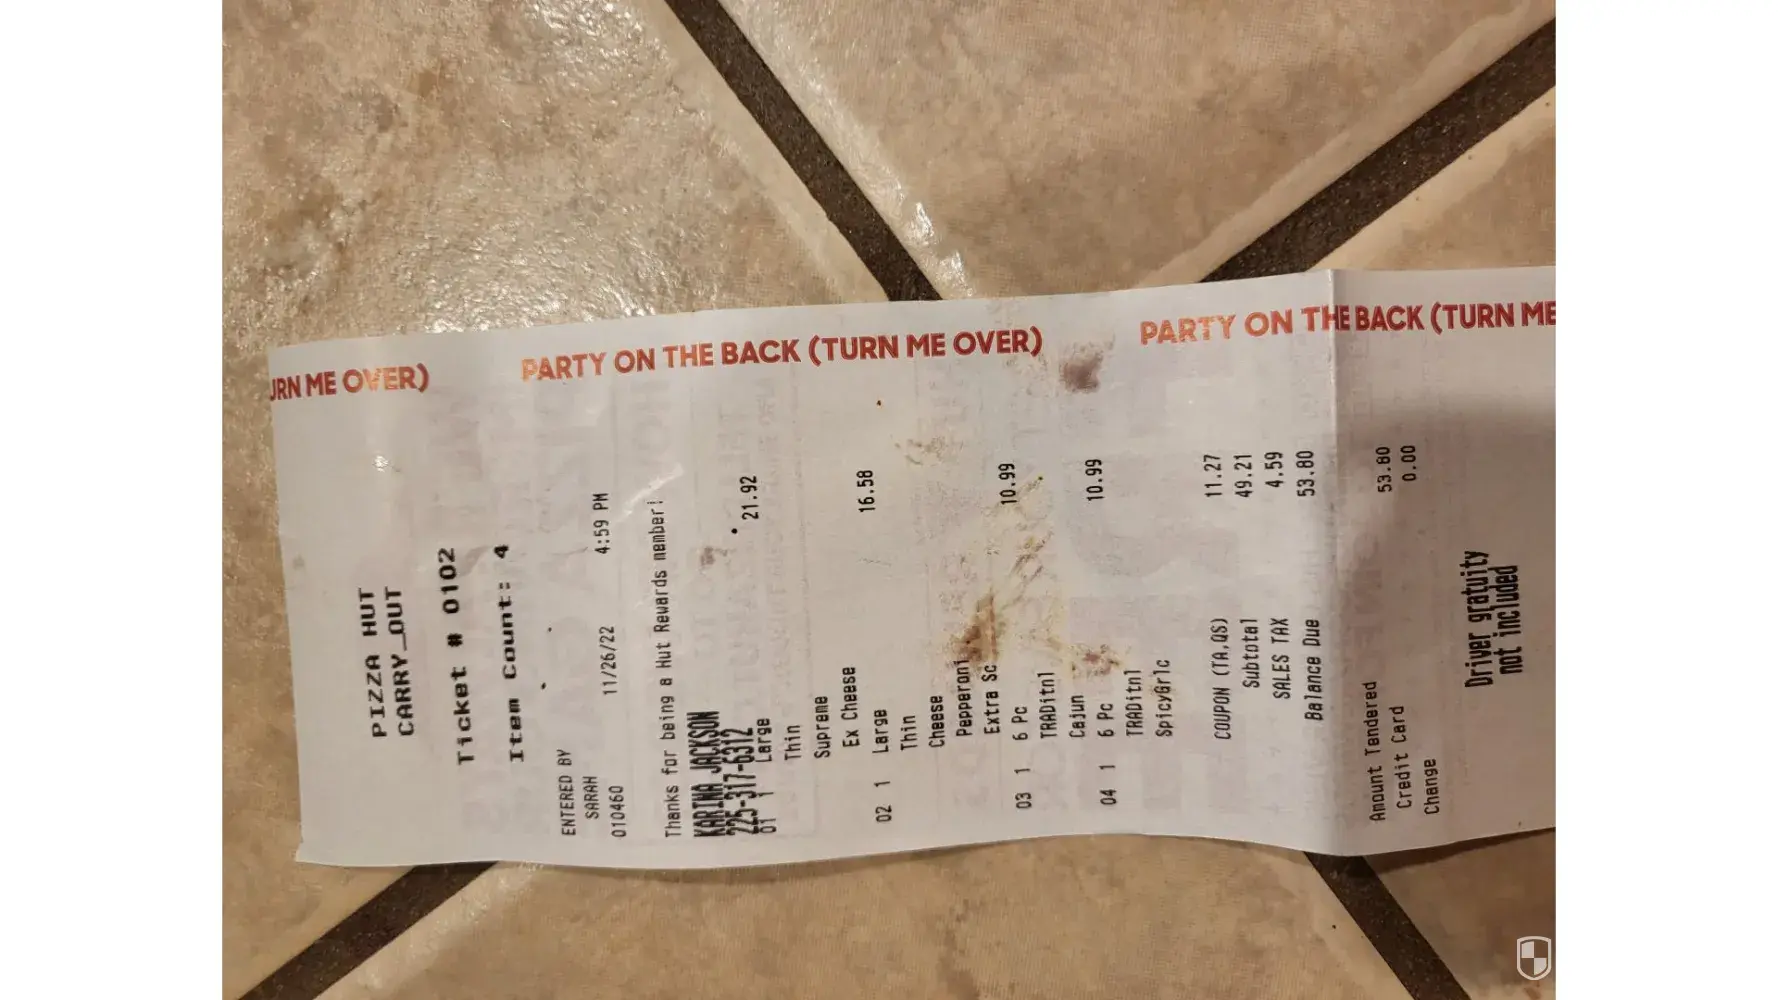 URN ME OVER)
PARTY ON THE BACK (TURN ME OVER)
PARTY ON THE BACK (TURN ME
PIZZA HUT
CARRY_OUT
Ticket # 0102
Item Count: 4
ENTERED BY
SARAH
010460 11/26/22 4:59 PM
Thanks for being a Hut Rewards member!
KARINA JACKSON
225-317-6312
01 1 Large 21.92
Thin
Supreme
Ex Cheese
02 1 Large 16.58
Thin
Cheese
Pepperoni
Extra Sc
03 1 6 Pc 10.99
TRADitnl
Cajun
04 1 6 Pc 10.99
TRADitnl
SpicyGrlc
COUPON (TA,QS) 11.27
Subtotal 49.21
SALES TAX 4.59
Balance Due 53.80
Amount Tendered
Credit Card 53.80
Change 0.00
Driver gratuity
not included